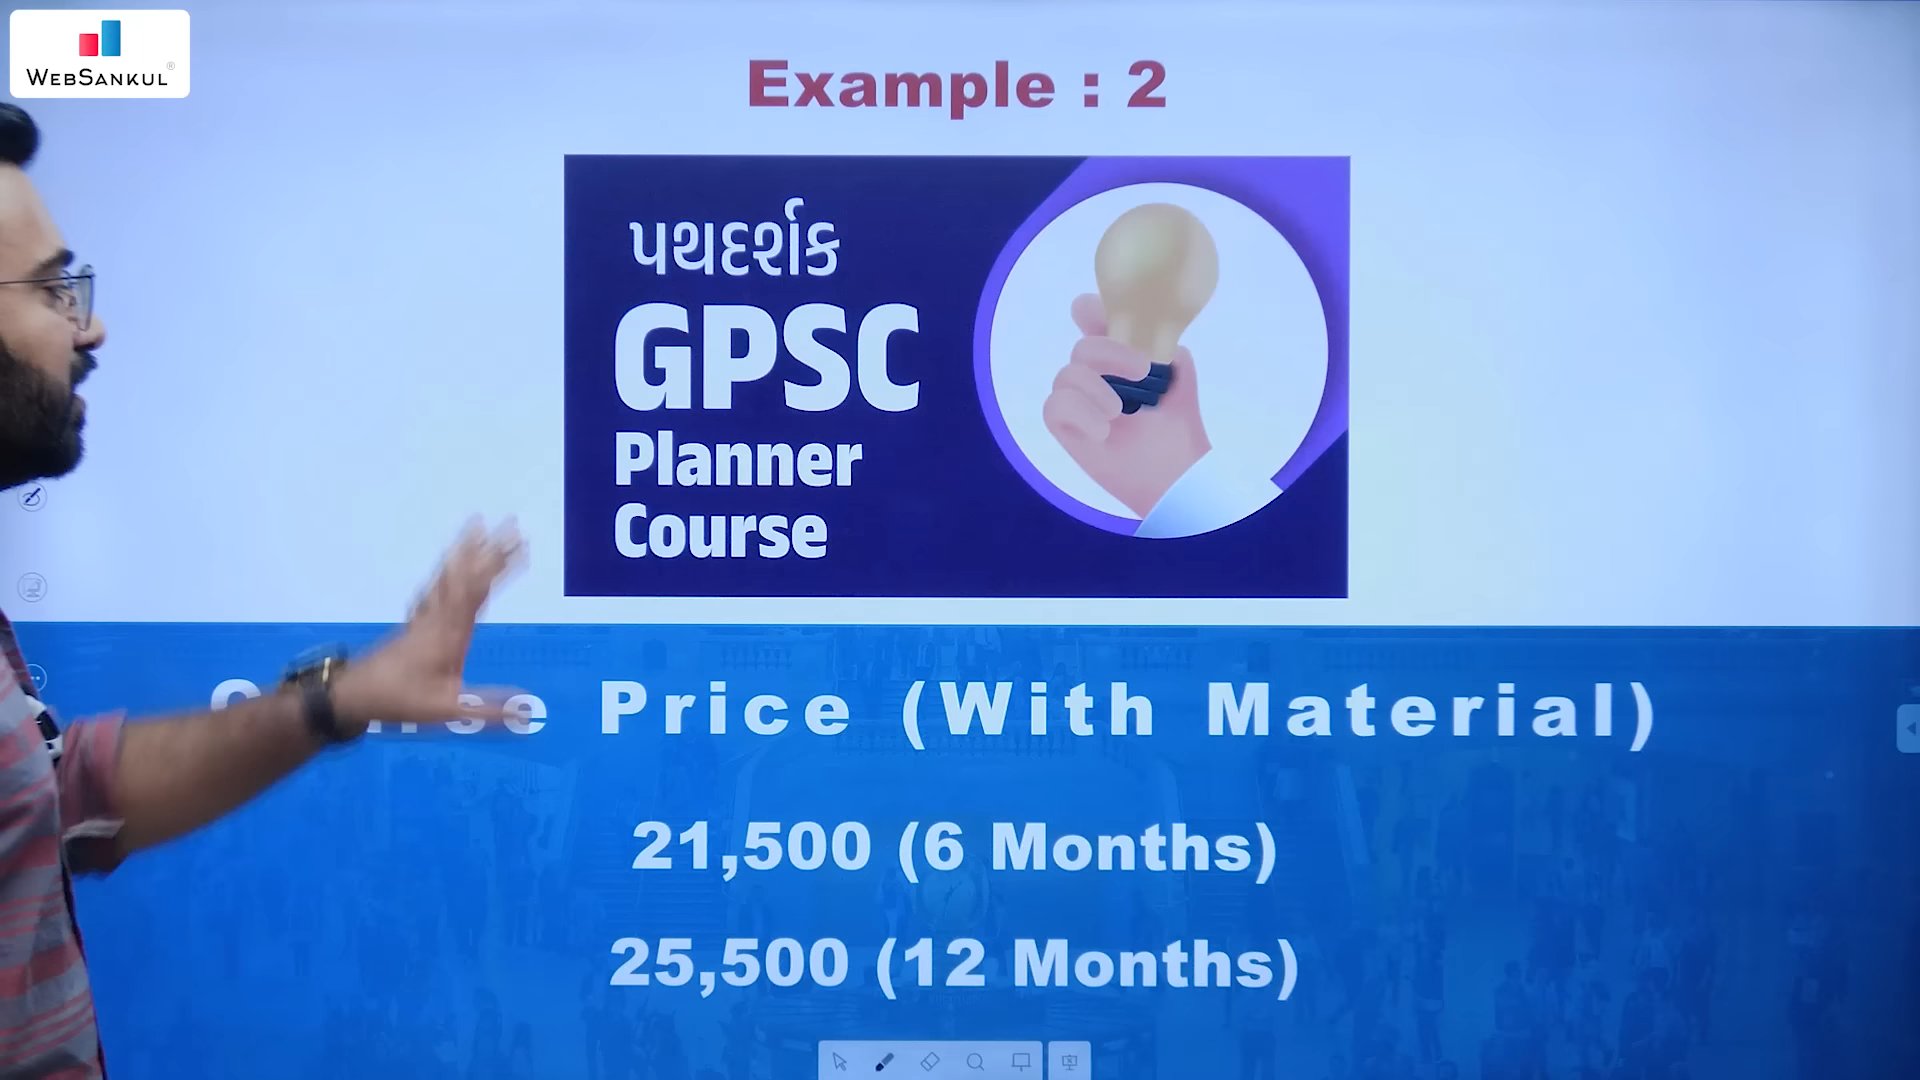 WEBSANKUL®
Example : 2
પથદર્શક
GPSC
Planner
Course
Price (With Material)
21,500 (6 Months)
25,500 (12 Months)